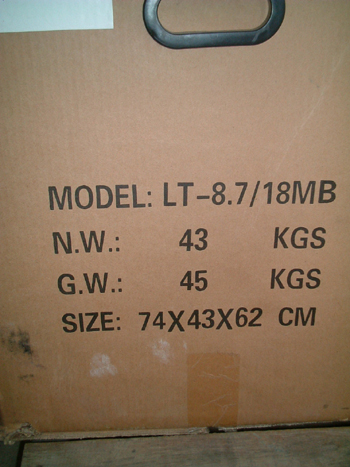 MODEL: LT-8.7/18MB
N.W.: 43 KGS
G.W.: 45 KGS
SIZE: 74X43X62 CM